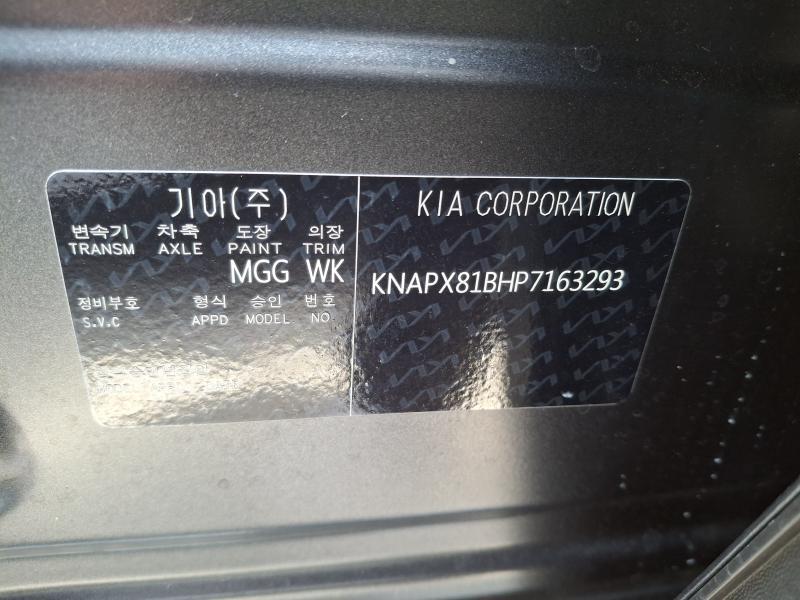 기아(주)
변속기 차축 도장 의장
TRANSM AXLE PAINT TRIM
MGG WK
정비부호 형식 승인 번호
S.V.C APPD MODEL NO
KIA CORPORATION
KNAPX81BHP7163293